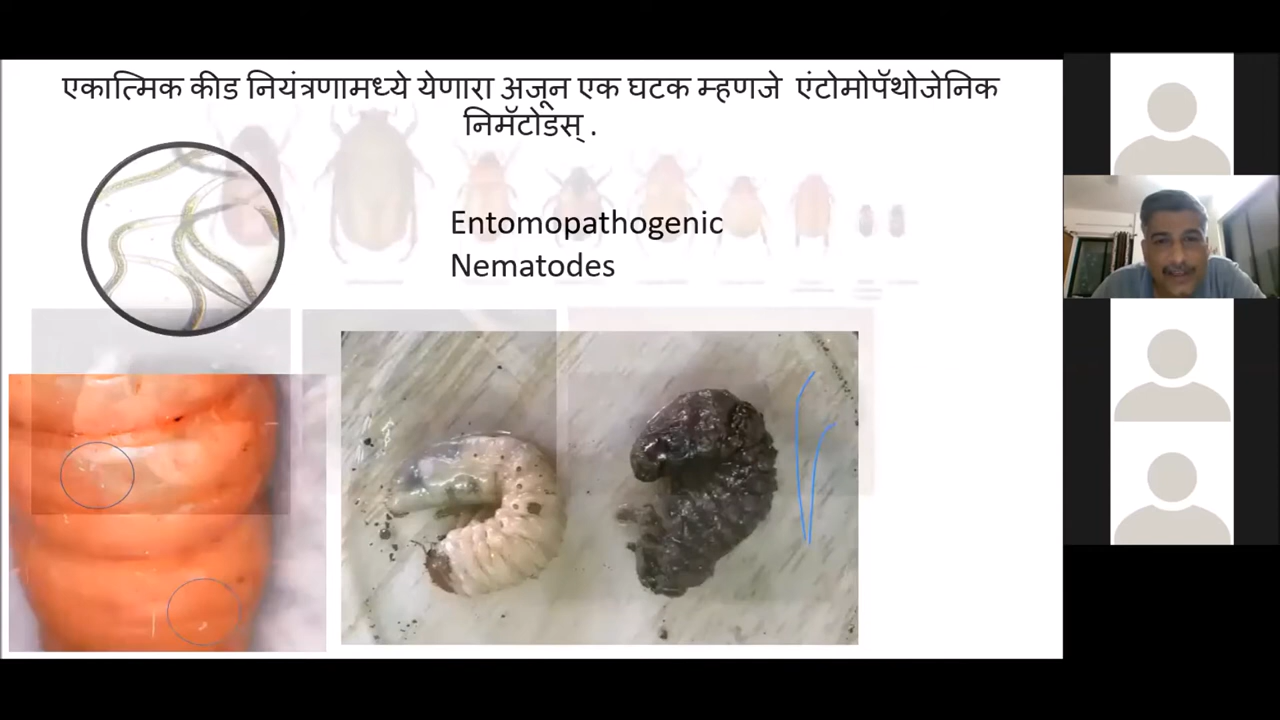 एकात्मिक कीड नियंत्रणामध्ये येणारा अजून एक घटक म्हणजे एंटोमोपॅथोजेनिक
निमॅटोडस् .
Entomopathogenic
Nematodes